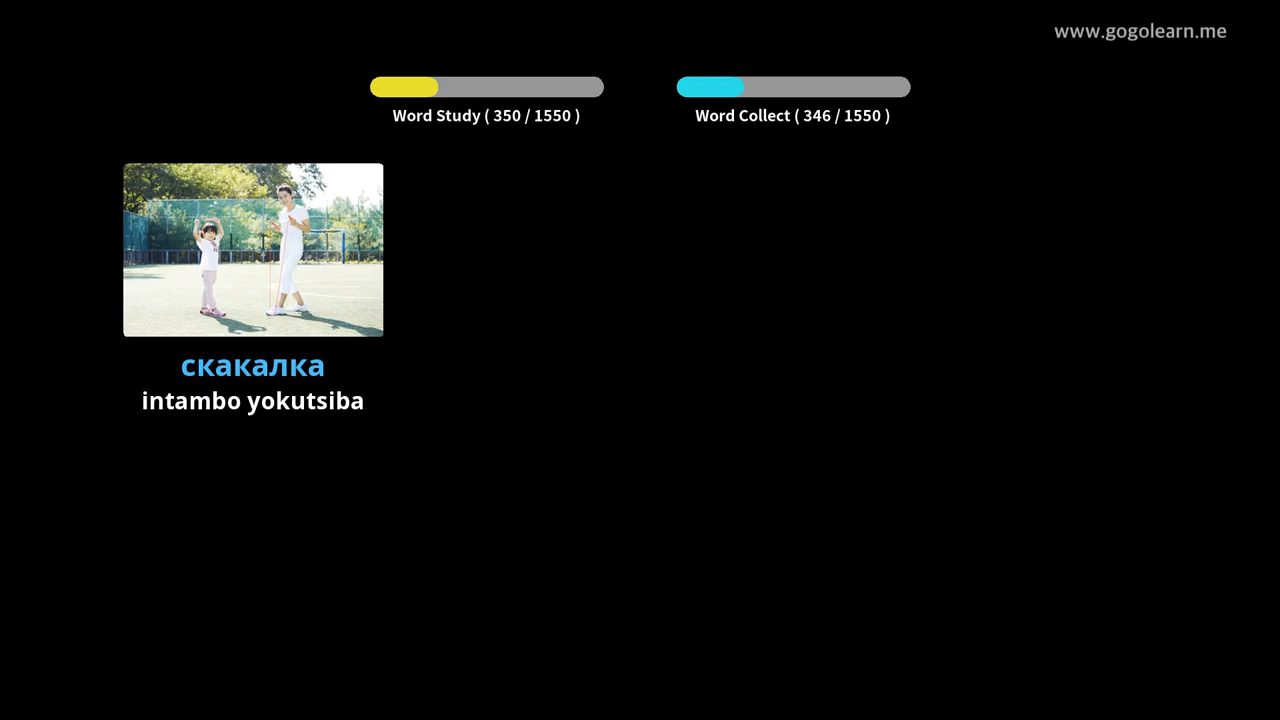 www.gogolearn.me
Word Study ( 350 / 1550 )
Word Collect ( 346 / 1550 )
скакалка
intambo yokutsiba